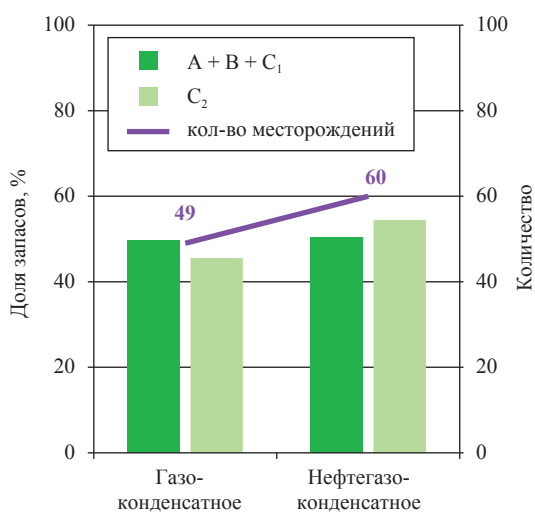 100
80
60
40
20
0
Доля запасов, %
A + B + C₁
C₂
кол-во месторождений
49
60
100
80
60
40
20
0
Количество
Газо-
конденсатное
Нефтегазо-
конденсатное